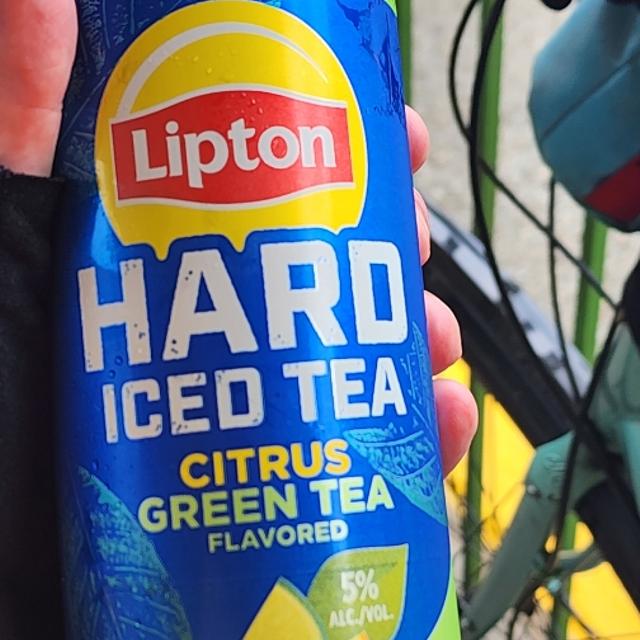 Lipton
HARD
ICED TEA
CITRUS
GREEN TEA
FLAVORED
5%
ALC./VOL.